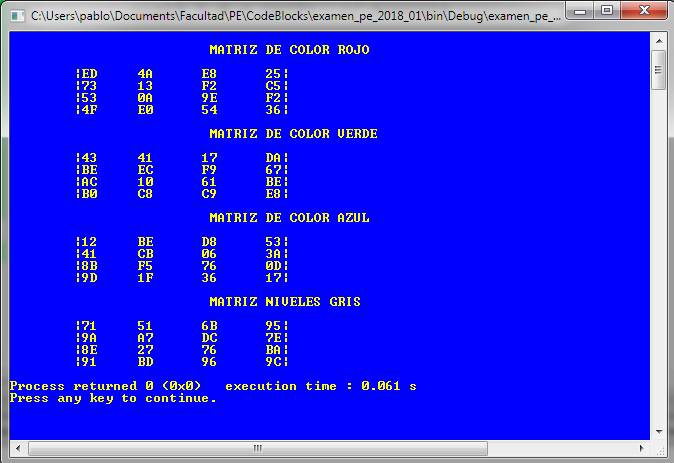 C:\Users\pablo\Documents\Facultad\PE\CodeBlocks\examen_pe_2018_01\bin\Debug\examen_pe_...
MATRIZ DE COLOR ROJO
|ED 4A E8 25|
|73 13 F2 C5|
|53 0A 9E F2|
|4F E0 54 36|
MATRIZ DE COLOR VERDE
|43 41 17 DA|
|BE EC F9 67|
|AC 10 61 BE|
|B0 C8 C9 E8|
MATRIZ DE COLOR AZUL
|12 BE D8 53|
|41 CB 06 3A|
|8B F5 76 0D|
|9D 1F 36 17|
MATRIZ NIVELES GRIS
|71 51 6B 95|
|9A A7 DC 7E|
|8E 27 76 BA|
|91 BD 96 9C|
Process returned 0 (0x0) execution time : 0.061 s
Press any key to continue.